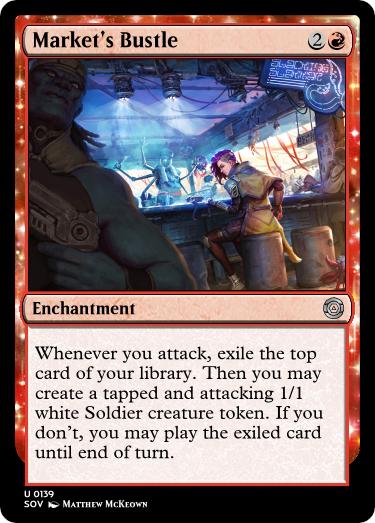 Market's Bustle 2
Enchantment
Whenever you attack, exile the top
card of your library. Then you may
create a tapped and attacking 1/1
white Soldier creature token. If you
don't, you may play the exiled card
until end of turn.
U 0139
SOV Matthew McKeown